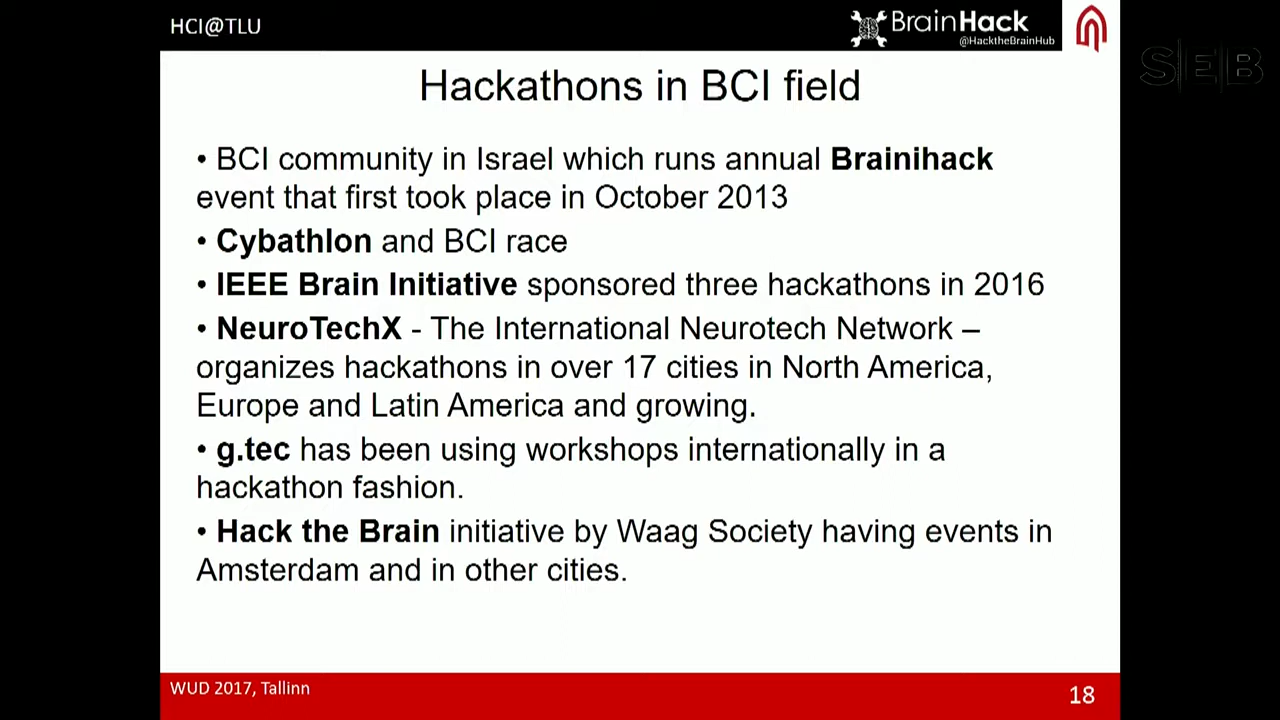 HCI@TLU
BrainHack
@HacktheBrainHub
SEB
Hackathons in BCI field
• BCI community in Israel which runs annual Brainihack
event that first took place in October 2013
• Cybathlon and BCI race
• IEEE Brain Initiative sponsored three hackathons in 2016
• NeuroTechX - The International Neurotech Network –
organizes hackathons in over 17 cities in North America,
Europe and Latin America and growing.
• g.tec has been using workshops internationally in a
hackathon fashion.
• Hack the Brain initiative by Waag Society having events in
Amsterdam and in other cities.
WUD 2017, Tallinn
18